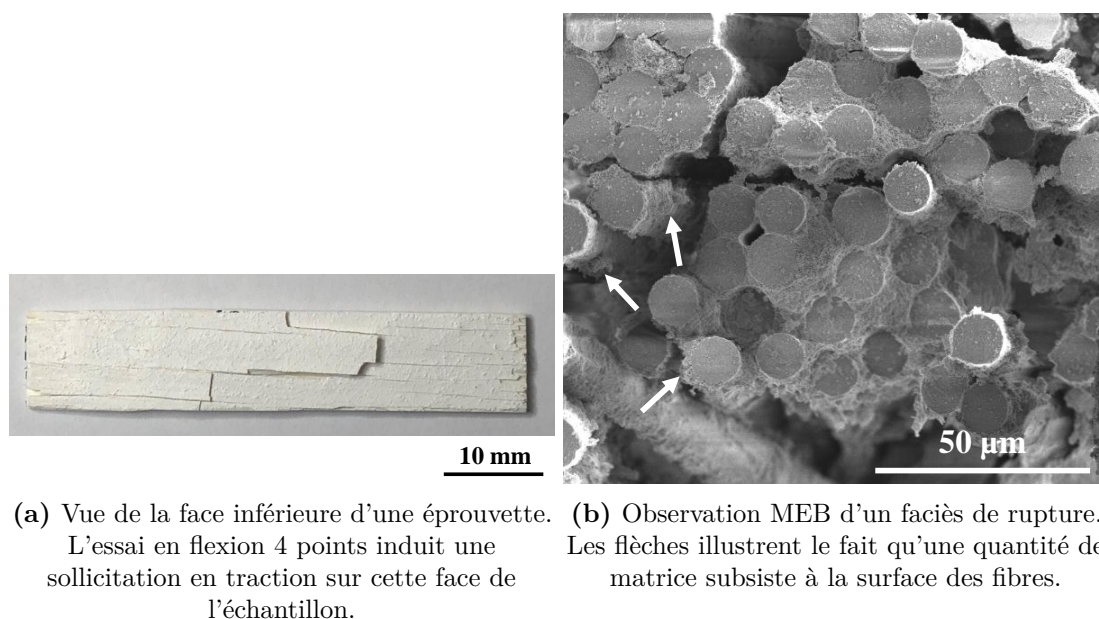 50 µm
10 mm
(a) Vue de la face inférieure d'une éprouvette.
L'essai en flexion 4 points induit une
sollicitation en traction sur cette face de
l'échantillon.
(b) Observation MEB d'un faciès de rupture.
Les flèches illustrent le fait qu'une quantité de
matrice subsiste à la surface des fibres.